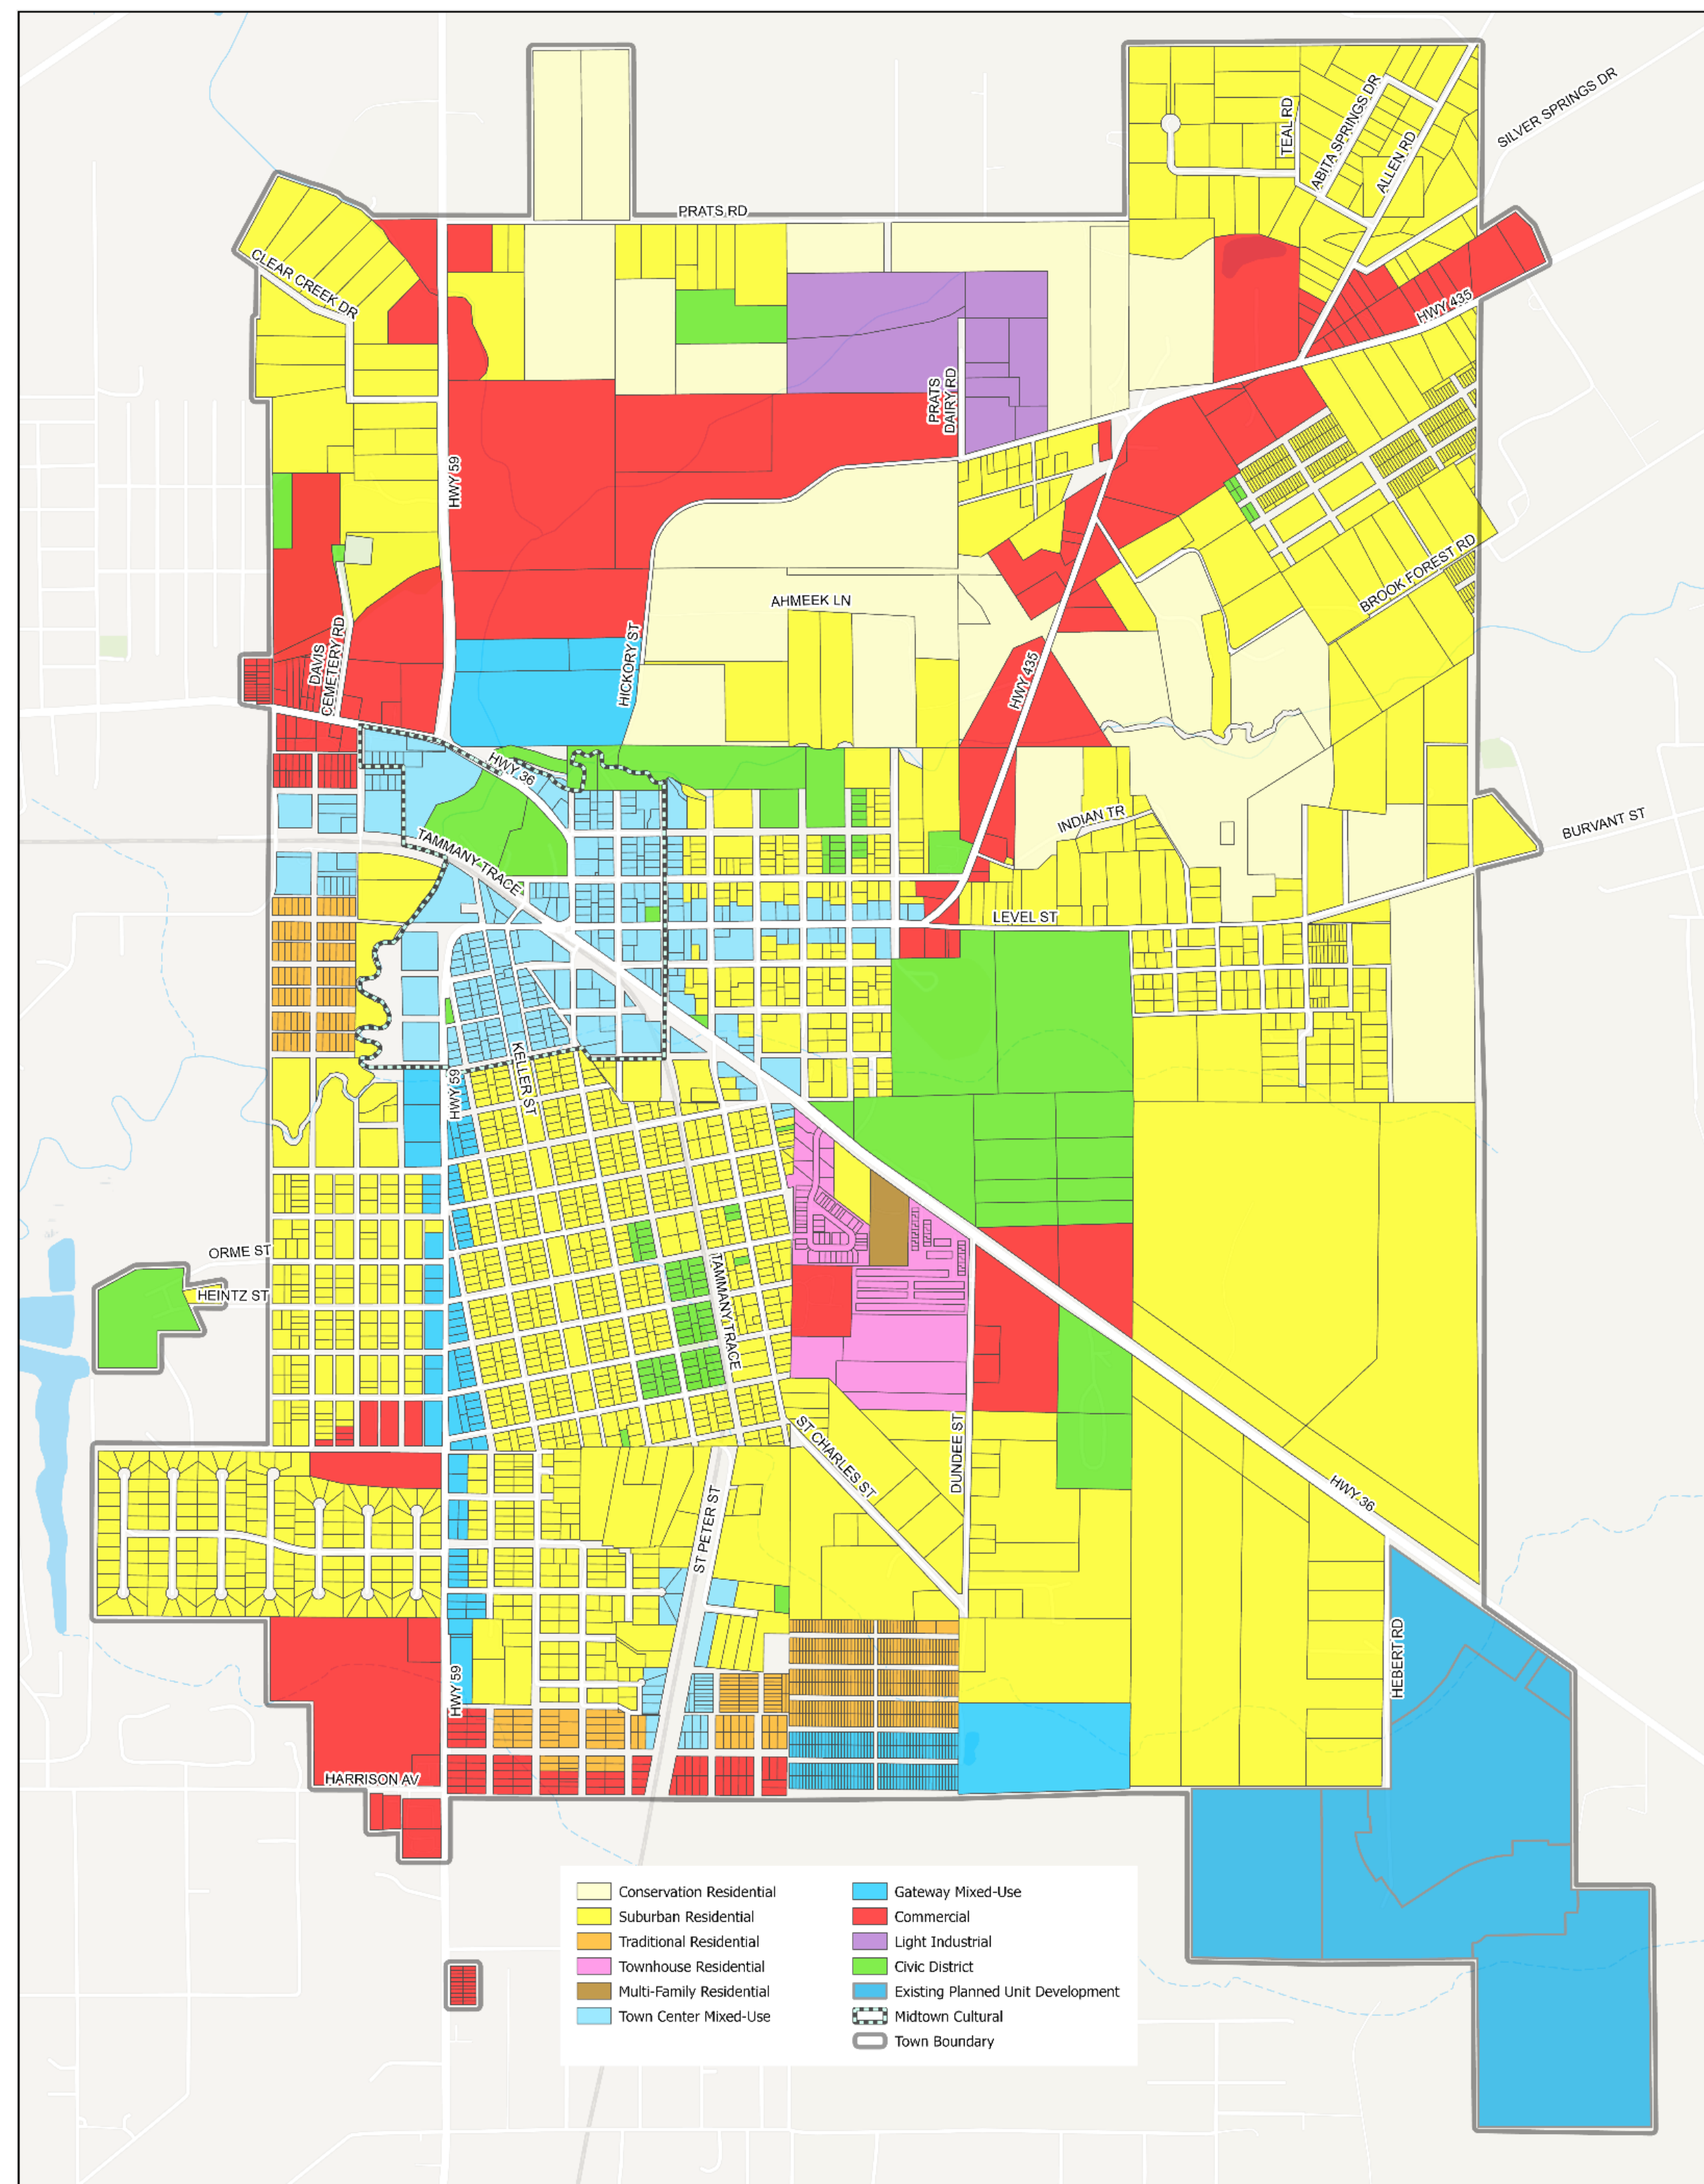 SILVER SPRINGS DR
TEAL RD
ABITA SPRINGS DR
ALLEN RD
PRATS RD
CLEAR CREEK DR
HWY 435
PRATS
DAIRY RD
HWY 59
BROOK FOREST RD
AHMEEK LN
DAVIS
CEMETERY RD
HICKORY ST
HWY 435
HWY 36
INDIAN TR
BURVANT ST
TAMMANY TRACE
LEVEL ST
KELLER ST
HWY 59
ORME ST
HEINTZ ST
TAMMANY TRACE
ST CHARLES ST
DUNDEE ST
HWY 36
ST PETER ST
HEBERT RD
HWY 59
HARRISON AV
Conservation Residential
Suburban Residential
Traditional Residential
Townhouse Residential
Multi-Family Residential
Town Center Mixed-Use
Gateway Mixed-Use
Commercial
Light Industrial
Civic District
Existing Planned Unit Development
Midtown Cultural
Town Boundary